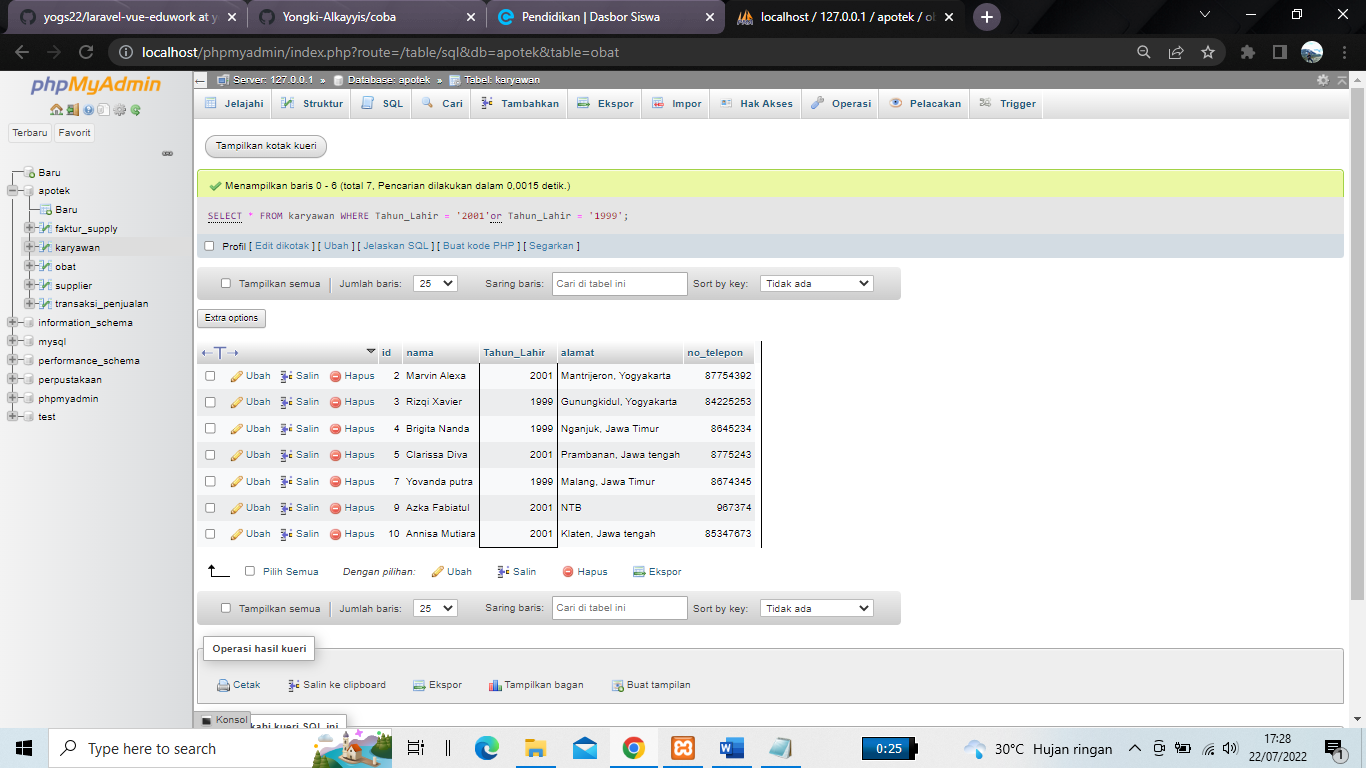 yogs22/laravel-vue-eduwork at y
Yongki-Alkayyis/coba
Pendidikan | Dasbor Siswa
localhost / 127.0.0.1 / apotek / ob
localhost/phpmyadmin/index.php?route=/table/sql&db=apotek&table=obat
phpMyAdmin
Terbaru Favorit
Baru
apotek
Baru
faktur_supply
karyawan
obat
supplier
transaksi_penjualan
information_schema
mysql
performance_schema
perpustakaan
phpmyadmin
test
Server: 127.0.0.1 » Database: apotek » Tabel: karyawan
Jelajahi Struktur SQL Cari Tambahkan Ekspor Impor Hak Akses Operasi Pelacakan Trigger
Tampilkan kotak kueri
Menampilkan baris 0 - 6 (total 7, Pencarian dilakukan dalam 0,0015 detik.)
SELECT * FROM karyawan WHERE Tahun_Lahir = '2001'or Tahun_Lahir = '1999';
Profil [ Edit dikotak ] [ Ubah ] [ Jelaskan SQL ] [ Buat kode PHP ] [ Segarkan ]
Tampilkan semua | Jumlah baris: 25 Saring baris: Cari di tabel ini Sort by key: Tidak ada
Extra options
←T→ id nama Tahun_Lahir alamat no_telepon
Ubah Salin Hapus 2 Marvin Alexa 2001 Mantrijeron, Yogyakarta 87754392
Ubah Salin Hapus 3 Rizqi Xavier 1999 Gunungkidul, Yogyakarta 84225253
Ubah Salin Hapus 4 Brigita Nanda 1999 Nganjuk, Jawa Timur 8645234
Ubah Salin Hapus 5 Clarissa Diva 2001 Prambanan, Jawa tengah 8775243
Ubah Salin Hapus 7 Yovanda putra 1999 Malang, Jawa Timur 8674345
Ubah Salin Hapus 9 Azka Fabiatul 2001 NTB 967374
Ubah Salin Hapus 10 Annisa Mutiara 2001 Klaten, Jawa tengah 85347673
Pilih Semua Dengan pilihan: Ubah Salin Hapus Ekspor
Tampilkan semua | Jumlah baris: 25 Saring baris: Cari di tabel ini Sort by key: Tidak ada
Operasi hasil kueri
Cetak Salin ke clipboard Ekspor Tampilkan bagan Buat tampilan
Konsol
kueri SQL ini
Type here to search
0:25
30°C Hujan ringan
17:28
22/07/2022
1